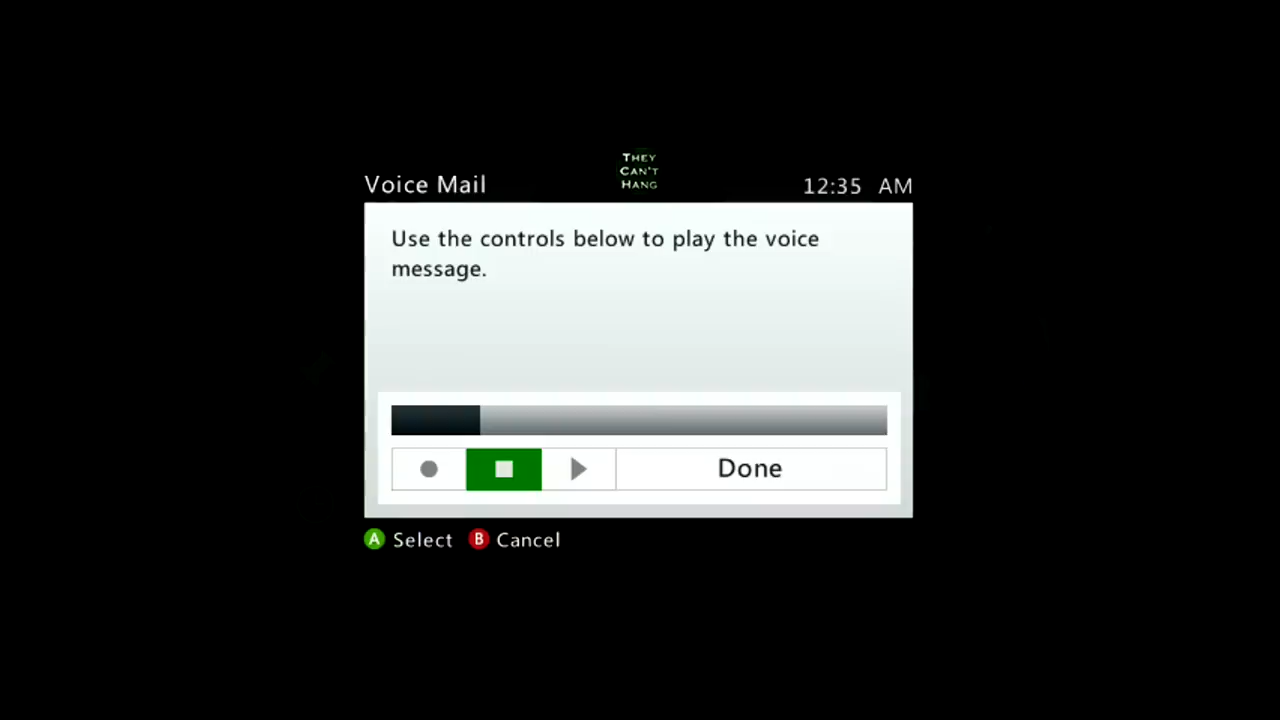 THEY
CAN'T
HANG
Voice Mail
12:35 AM
Use the controls below to play the voice
message.
Done
A Select B Cancel